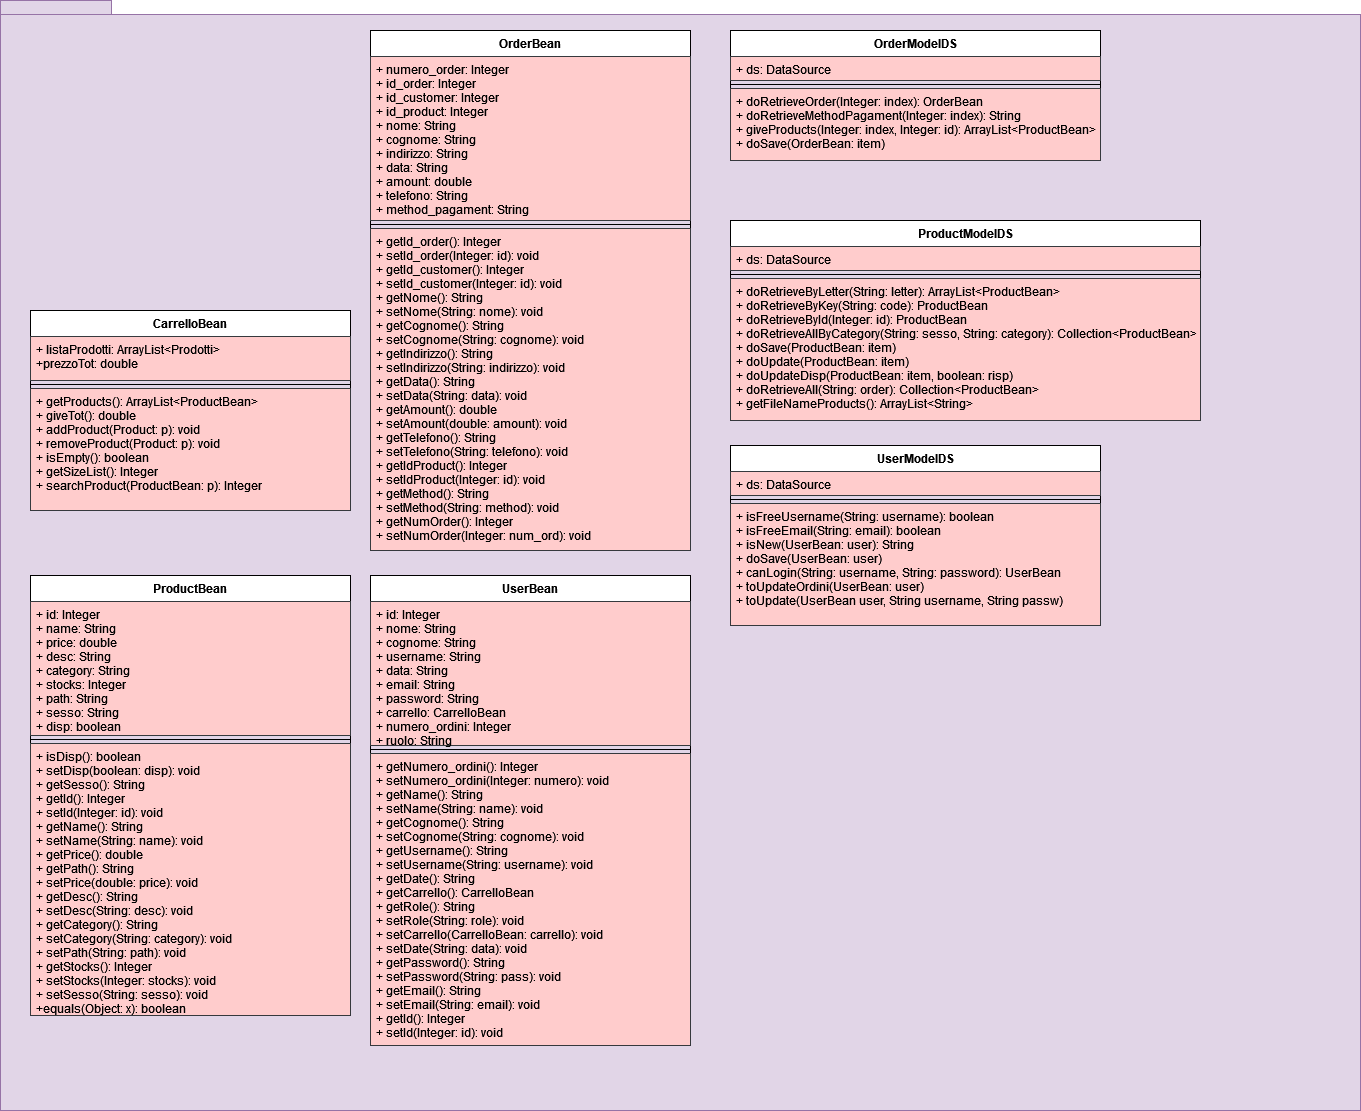 OrderBean
+ numero_order: Integer
+ id_order: Integer
+ id_customer: Integer
+ id_product: Integer
+ nome: String
+ cognome: String
+ indirizzo: String
+ data: String
+ amount: double
+ telefono: String
+ method_pagament: String
+ getId_order(): Integer
+ setId_order(Integer: id): void
+ getId_customer(): Integer
+ setId_customer(Integer: id): void
+ getNome(): String
+ setNome(String: nome): void
+ getCognome(): String
+ setCognome(String: cognome): void
+ getIndirizzo(): String
+ setIndirizzo(String: indirizzo): void
+ getData(): String
+ setData(String: data): void
+ getAmount(): double
+ setAmount(double: amount): void
+ getTelefono(): String
+ setTelefono(String: telefono): void
+ getIdProduct(): Integer
+ setIdProduct(Integer: id): void
+ getMethod(): String
+ setMethod(String: method): void
+ getNumOrder(): Integer
+ setNumOrder(Integer: num_ord): void
OrderModelDS
+ ds: DataSource
+ doRetrieveOrder(Integer: index): OrderBean
+ doRetrieveMethodPagament(Integer: index): String
+ giveProducts(Integer: index, Integer: id): ArrayList<ProductBean>
+ doSave(OrderBean: item)
ProductModelDS
+ ds: DataSource
+ doRetrieveByLetter(String: letter): ArrayList<ProductBean>
+ doRetrieveByKey(String: code): ProductBean
+ doRetrieveById(Integer: id): ProductBean
+ doRetrieveAllByCategory(String: sesso, String: category): Collection<ProductBean>
+ doSave(ProductBean: item)
+ doUpdate(ProductBean: item)
+ doUpdateDisp(ProductBean: item, boolean: risp)
+ doRetrieveAll(String: order): Collection<ProductBean>
+ getFileNameProducts(): ArrayList<String>
CarrelloBean
+ listaProdotti: ArrayList<Prodotti>
+prezzoTot: double
+ getProducts(): ArrayList<ProductBean>
+ giveTot(): double
+ addProduct(Product: p): void
+ removeProduct(Product: p): void
+ isEmpty(): boolean
+ getSizeList(): Integer
+ searchProduct(ProductBean: p): Integer
UserModelDS
+ ds: DataSource
+ isFreeUsername(String: username): boolean
+ isFreeEmail(String: email): boolean
+ isNew(UserBean: user): String
+ doSave(UserBean: user)
+ canLogin(String: username, String: password): UserBean
+ toUpdateOrdini(UserBean: user)
+ toUpdate(UserBean user, String username, String passw)
ProductBean
+ id: Integer
+ name: String
+ price: double
+ desc: String
+ category: String
+ stocks: Integer
+ path: String
+ sesso: String
+ disp: boolean
+ isDisp(): boolean
+ setDisp(boolean: disp): void
+ getSesso(): String
+ getId(): Integer
+ setId(Integer: id): void
+ getName(): String
+ setName(String: name): void
+ getPrice(): double
+ getPath(): String
+ setPrice(double: price): void
+ getDesc(): String
+ setDesc(String: desc): void
+ getCategory(): String
+ setCategory(String: category): void
+ setPath(String: path): void
+ getStocks(): Integer
+ setStocks(Integer: stocks): void
+ setSesso(String: sesso): void
+equals(Object: x): boolean
UserBean
+ id: Integer
+ nome: String
+ cognome: String
+ username: String
+ data: String
+ email: String
+ password: String
+ carrello: CarrelloBean
+ numero_ordini: Integer
+ ruolo: String
+ getNumero_ordini(): Integer
+ setNumero_ordini(Integer: numero): void
+ getName(): String
+ setName(String: name): void
+ getCognome(): String
+ setCognome(String: cognome): void
+ getUsername(): String
+ setUsername(String: username): void
+ getDate(): String
+ getCarrello(): CarrelloBean
+ getRole(): String
+ setRole(String: role): void
+ setCarrello(CarrelloBean: carrello): void
+ setDate(String: data): void
+ getPassword(): String
+ setPassword(String: pass): void
+ getEmail(): String
+ setEmail(String: email): void
+ getId(): Integer
+ setId(Integer: id): void